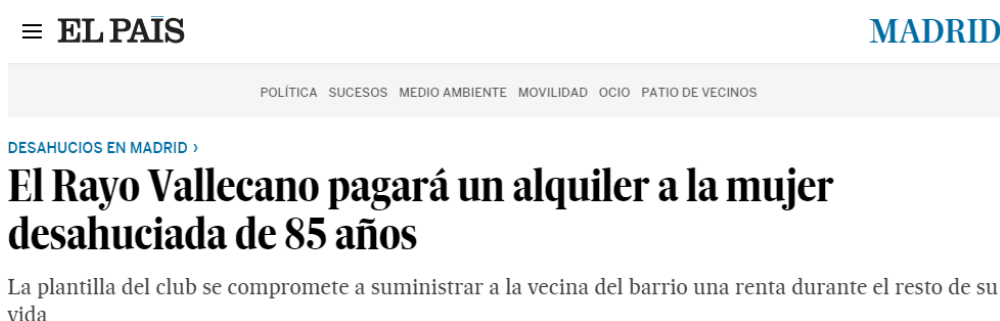 EL PAÍS
MADRID
POLÍTICA SUCESOS MEDIO AMBIENTE MOVILIDAD OCIO PATIO DE VECINOS
DESAHUCIOS EN MADRID ›
El Rayo Vallecano pagará un alquiler a la mujer
desahuciada de 85 años
La plantilla del club se compromete a suministrar a la vecina del barrio una renta durante el resto de su
vida